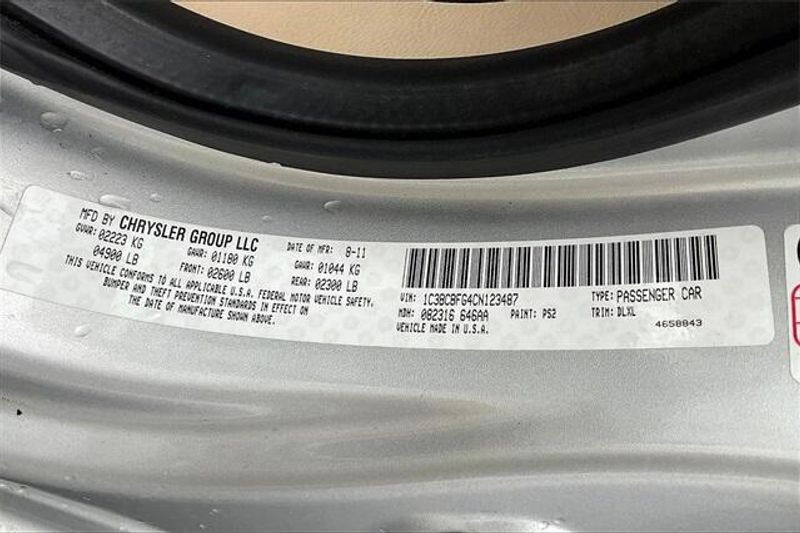 MFD BY CHRYSLER GROUP LLC DATE OF MFR: 8-11
GVWR: 02223 KG GAWR: 01180 KG GAWR: 01044 KG
04900 LB FRONT: 02600 LB REAR: 02300 LB
THIS VEHICLE CONFORMS TO ALL APPLICABLE U.S.A. FEDERAL MOTOR VEHICLE SAFETY,
BUMPER AND THEFT PREVENTION STANDARDS IN EFFECT ON
THE DATE OF MANUFACTURE SHOWN ABOVE.
VIN: 1C3BCBFG4CN123487 TYPE: PASSENGER CAR
MDH: 082316 646AA PAINT: PS2 TRIM: DLXL
VEHICLE MADE IN U.S.A. 4658843